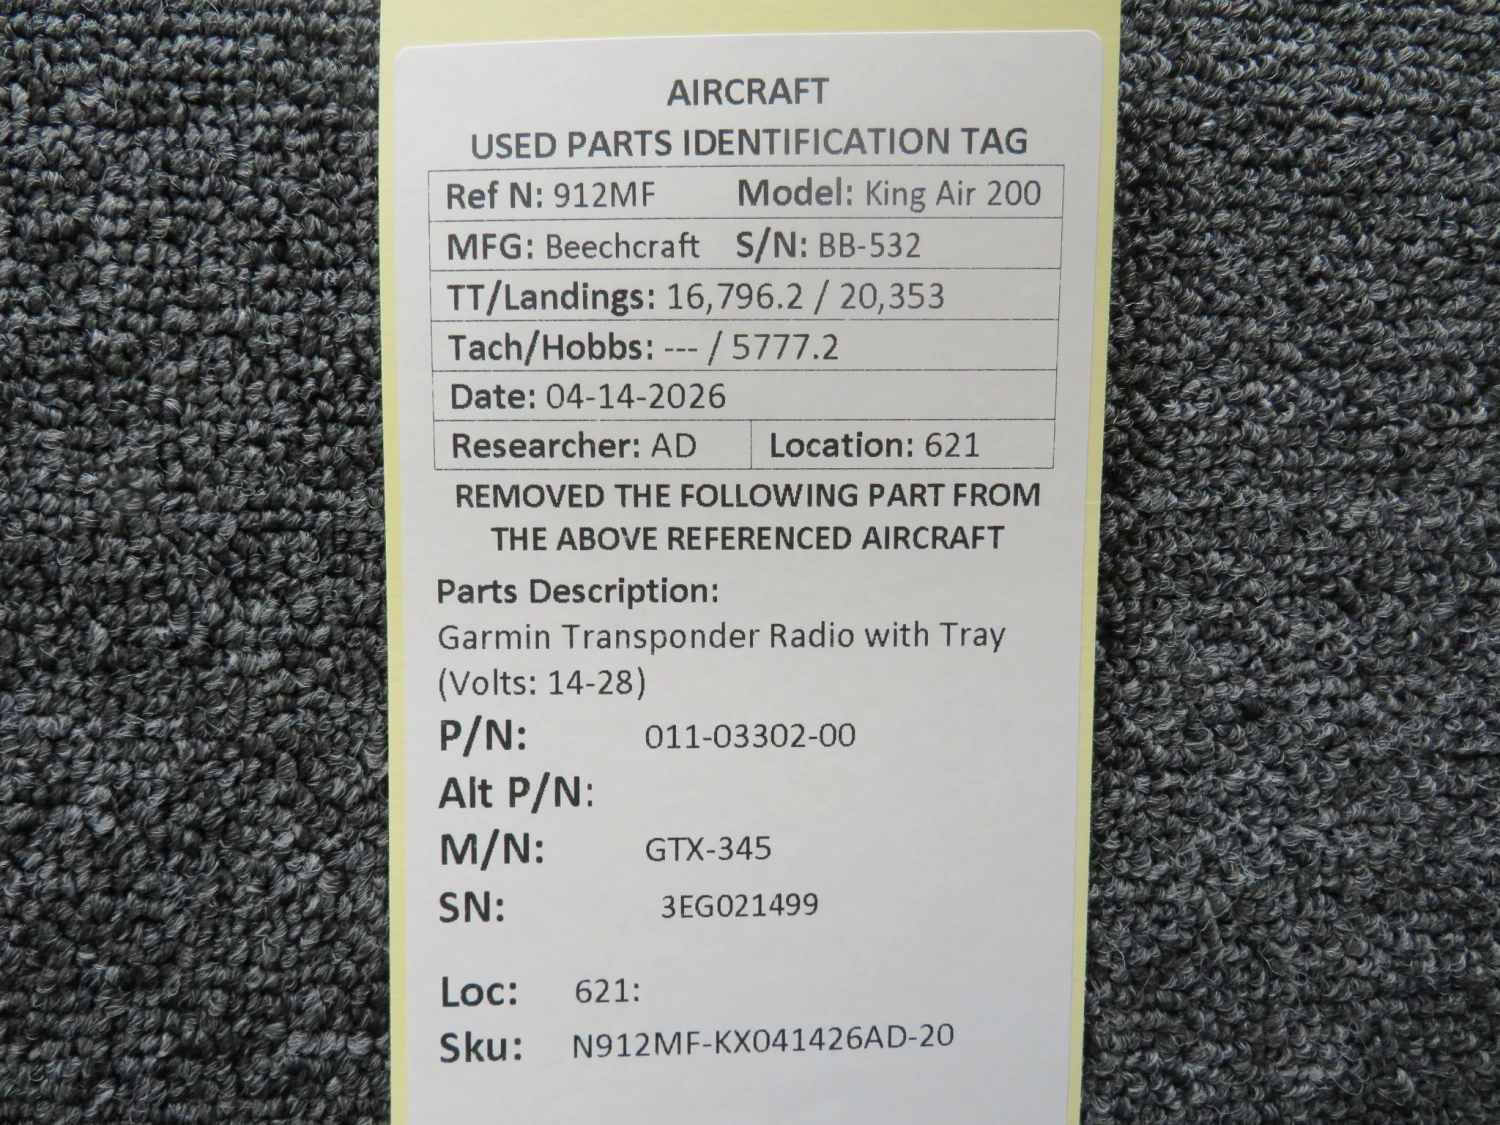 AIRCRAFT
USED PARTS IDENTIFICATION TAG
Ref N: 912MF Model: King Air 200
MFG: Beechcraft S/N: BB-532
TT/Landings: 16,796.2 / 20,353
Tach/Hobbs: --- / 5777.2
Date: 04-14-2026
Researcher: AD Location: 621
REMOVED THE FOLLOWING PART FROM
THE ABOVE REFERENCED AIRCRAFT
Parts Description:
Garmin Transponder Radio with Tray
(Volts: 14-28)
P/N: 011-03302-00
Alt P/N:
M/N: GTX-345
SN: 3EG021499
Loc: 621:
Sku: N912MF-KX041426AD-20